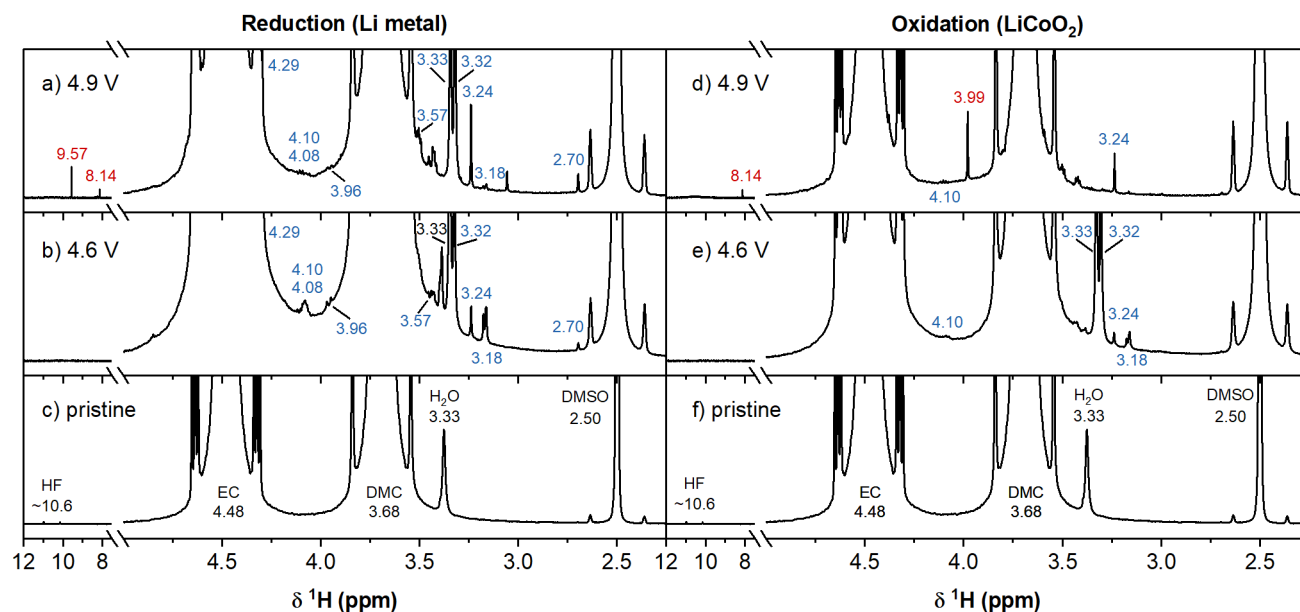 Reduction (Li metal)
Oxidation (LiCoO2)
a) 4.9 V
9.57
8.14
4.29
4.10
4.08
3.96
3.57
3.33
3.32
3.24
3.18
2.70
d) 4.9 V
8.14
4.10
3.99
3.24
b) 4.6 V
4.29
4.10
4.08
3.96
3.57
3.33
3.32
3.24
3.18
2.70
e) 4.6 V
4.10
3.33
3.32
3.24
3.18
c) pristine
HF
~10.6
EC
4.48
DMC
3.68
H2O
3.33
DMSO
2.50
f) pristine
HF
~10.6
EC
4.48
DMC
3.68
H2O
3.33
DMSO
2.50
12 10 8 4.5 4.0 3.5 3.0 2.5 12 10 8 4.5 4.0 3.5 3.0 2.5
δ 1H (ppm)
δ 1H (ppm)